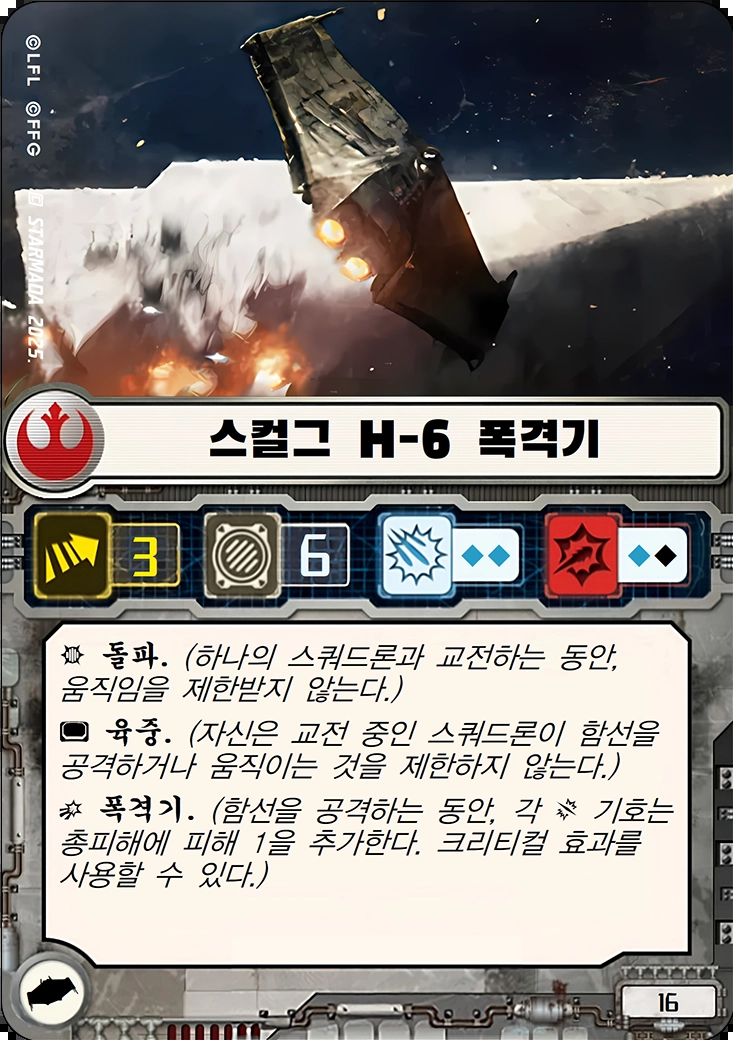 ©LFL ©FFG
© STARMADA 2025.
스컬그 H-6 폭격기
3
6
돌파. (하나의 스쿼드론과 교전하는 동안,
움직임을 제한받지 않는다.)
육중. (자신은 교전 중인 스쿼드론이 함선을
공격하거나 움직이는 것을 제한하지 않는다.)
폭격기. (함선을 공격하는 동안, 각 기호는
총피해에 피해 1을 추가한다. 크리티컬 효과를
사용할 수 있다.)
16